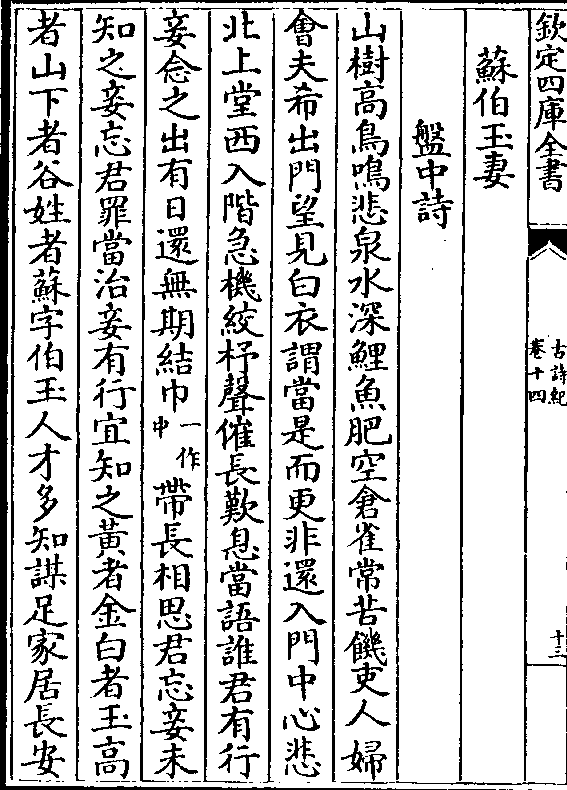 欽定四庫全書
古詩紀
卷十四
十三
蘇伯玉妻
盤中詩
山樹高鳥鳴悲泉水深鯉魚肥空倉雀常苦饑吏人婦
會夫希出門望見白衣謂當是而更非還入門中心悲
北上堂西入階急機絞杼聲催長歎息當語誰君有行
妾念之出有日還無期結巾
一作
中
帶長相思君忘妾未
知之妾忘君罪當治妾有行宜知之黃者金白者玉高
者山下者谷姓者蘇字伯玉人才多知謀足家居長安